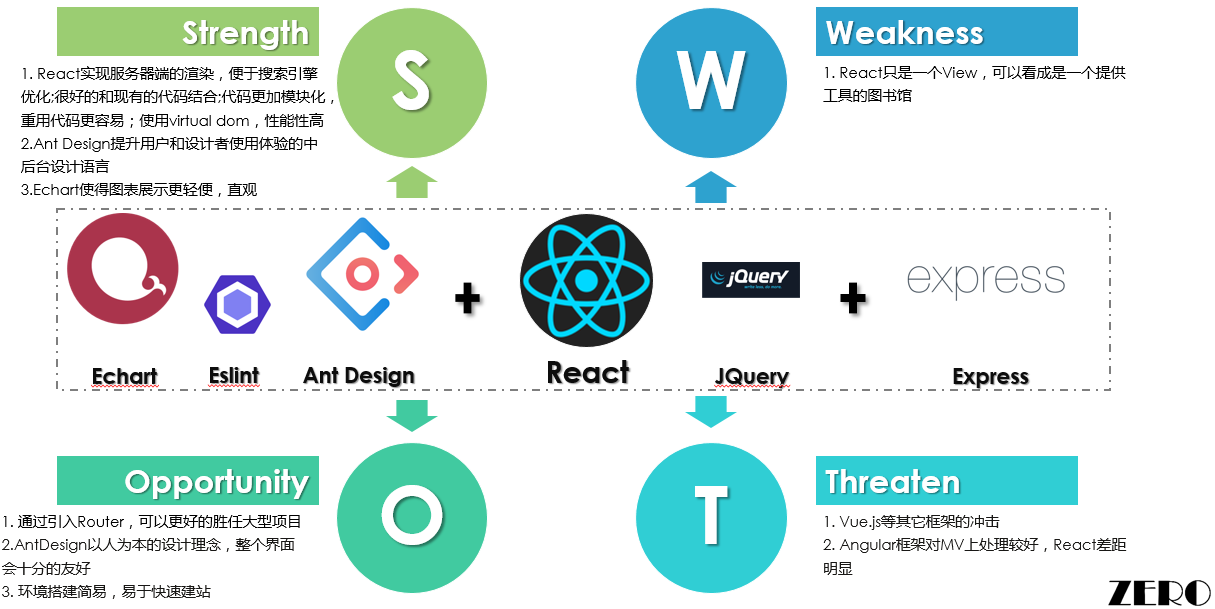 Strength
S
1. React实现服务器端的渲染，便于搜索引擎
优化;很好的和现有的代码结合;代码更加模块化，
重用代码更容易；使用virtual dom，性能性高
2.Ant Design提升用户和设计者使用体验的中
后台设计语言
3.Echart使得图表展示更轻便，直观
W
Weakness
1. React只是一个View，可以看成是一个提供
工具的图书馆
jQuery
write less, do more.
express
Echart
Eslint
Ant Design
React
JQuery
Express
Opportunity
O
1. 通过引入Router，可以更好的胜任大型项目
2.AntDesign以人为本的设计理念，整个界面
会十分的友好
3. 环境搭建简易，易于快速建站
T
Threaten
1. Vue.js等其它框架的冲击
2. Angular框架对MV上处理较好，React差距
明显
ZERO